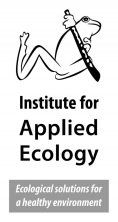 Institute for
Applied
Ecology
Ecological solutions for
a healthy environment